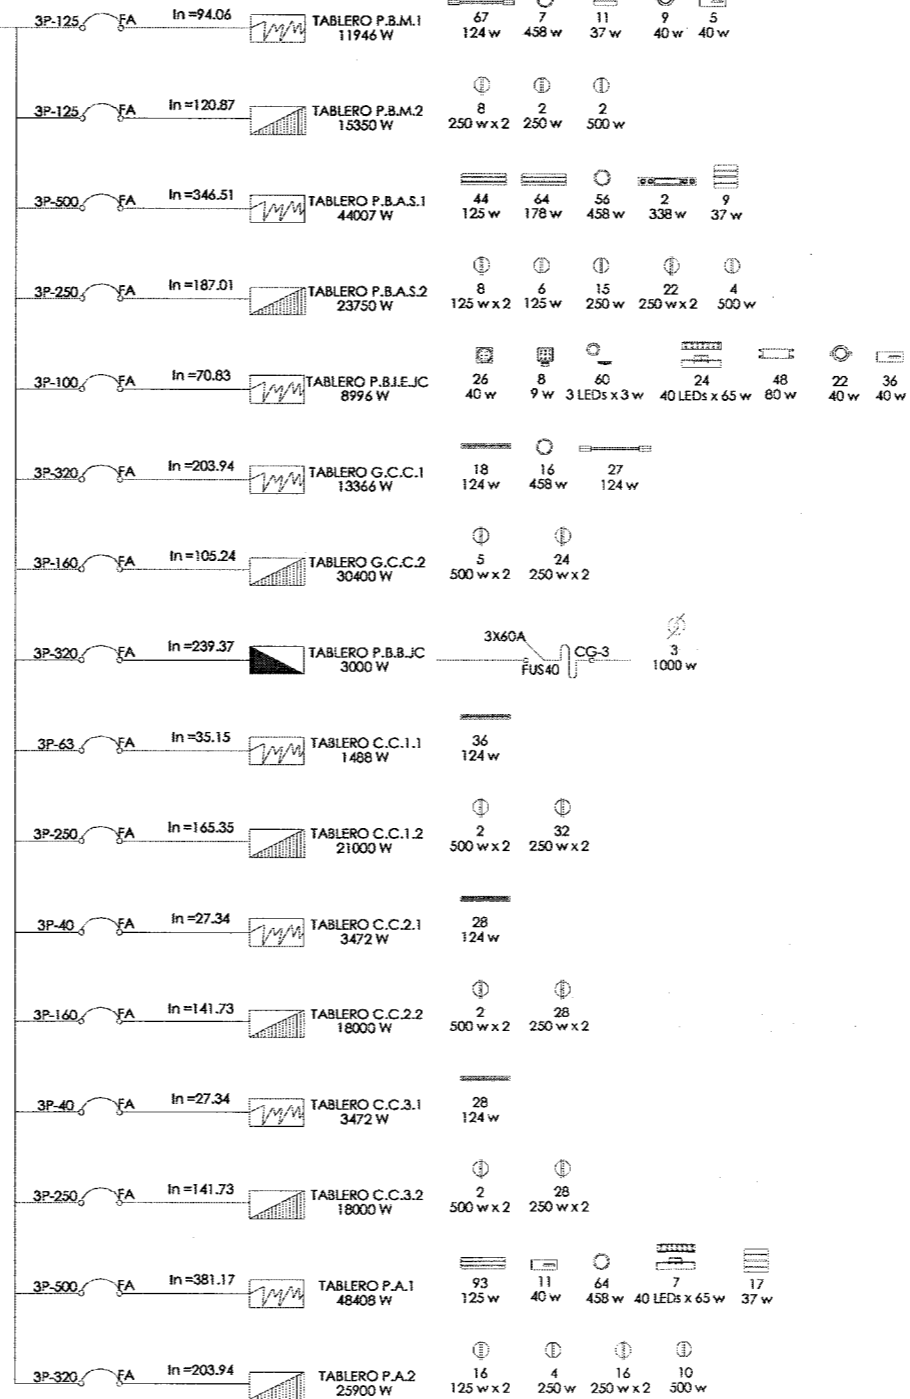 3P-125 FA In =94.06 TABLERO P.B.M.1 67 7 11 9 5
11946 W 124 w 458 w 37 w 40 w 40 w
3P-125 FA In =120.87 TABLERO P.B.M.2 8 2 2
15350 W 250 w x 2 250 w 500 w
3P-500 FA In =346.51 TABLERO P.B.A.S.1 44 64 56 2 9
44007 W 125 w 178 w 458 w 338 w 37 w
3P-250 FA In =187.01 TABLERO P.B.A.S.2 8 6 15 22 4
23750 W 125 w x 2 125 w 250 w 250 w x 2 500 w
3P-100 FA In =70.83 TABLERO P.B.I.E.JC 26 8 60 24 48 22 36
8996 W 40 w 9 w 3 LEDs x 3 w 40 LEDs x 65 w 80 w 40 w 40 w
3P-320 FA In =203.94 TABLERO G.C.C.1 18 16 27
13366 W 124 w 458 w 124 w
3P-160 FA In =105.24 TABLERO G.C.C.2 5 24
30400 W 500 w x 2 250 w x 2
3P-320 FA In =239.37 TABLERO P.B.B.JC 3X60A FUS40 CG-3 3
3000 W 1000 w
3P-63 FA In =35.15 TABLERO C.C.1.1 36
1488 W 124 w
3P-250 FA In =165.35 TABLERO C.C.1.2 2 32
21000 W 500 w x 2 250 w x 2
3P-40 FA In =27.34 TABLERO C.C.2.1 28
3472 W 124 w
3P-160 FA In =141.73 TABLERO C.C.2.2 2 28
18000 W 500 w x 2 250 w x 2
3P-40 FA In =27.34 TABLERO C.C.3.1 28
3472 W 124 w
3P-250 FA In =141.73 TABLERO C.C.3.2 2 28
18000 W 500 w x 2 250 w x 2
3P-500 FA In =381.17 TABLERO P.A.1 93 11 64 7 17
48408 W 125 w 40 w 458 w 40 LEDs x 65 w 37 w
3P-320 FA In =203.94 TABLERO P.A.2 16 4 16 10
25900 W 125 w x 2 250 w 250 w x 2 500 w